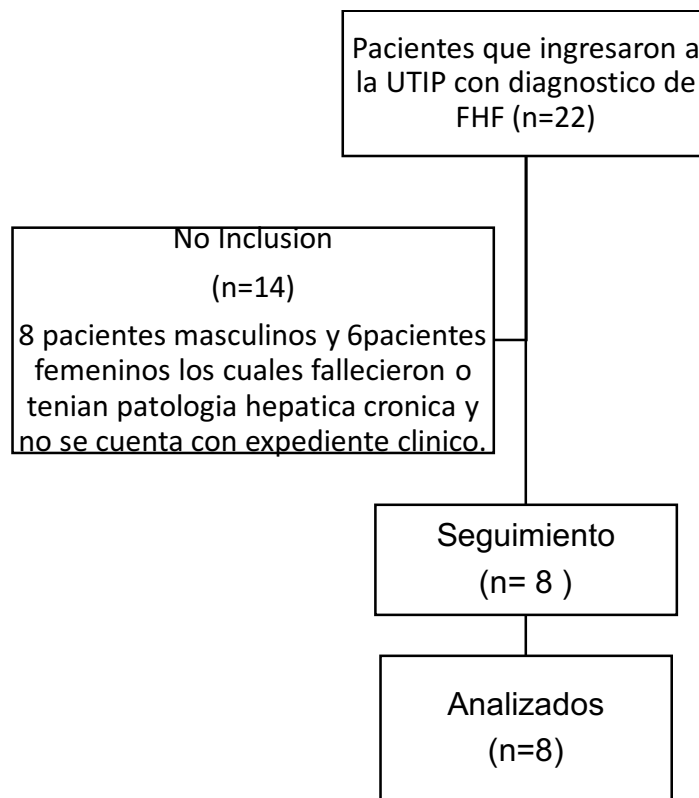 Pacientes que ingresaron a
la UTIP con diagnostico de
FHF (n=22)
No Inclusion
(n=14)
8 pacientes masculinos y 6pacientes
femeninos los cuales fallecieron o
tenian patologia hepatica cronica y
no se cuenta con expediente clinico.
Seguimiento
(n= 8 )
Analizados
(n=8)